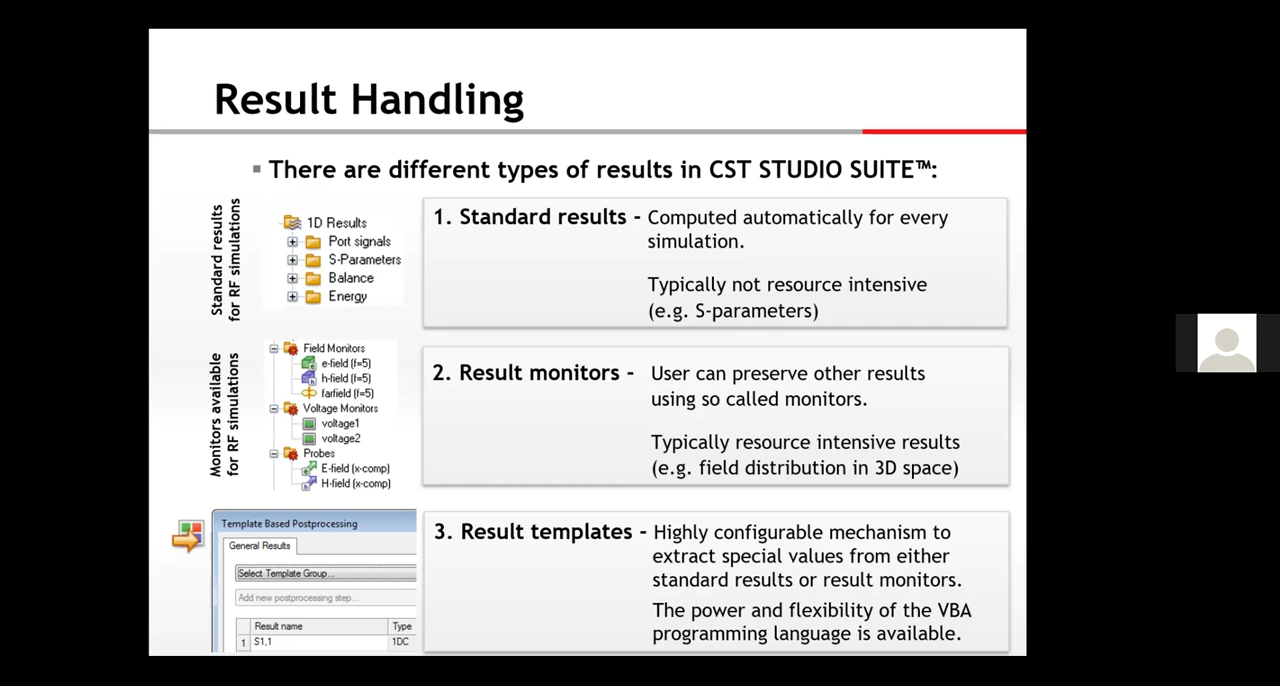 Result Handling
There are different types of results in CST STUDIO SUITE™:
Standard results
for RF simulations
1D Results
Port signals
S-Parameters
Balance
Energy
1. Standard results - Computed automatically for every
simulation.
Typically not resource intensive
(e.g. S-parameters)
Monitors available
for RF simulations
Field Monitors
e-field (f=5)
h-field (f=5)
farfield (f=5)
Voltage Monitors
voltage1
voltage2
Probes
E-field (x-comp)
H-field (x-comp)
2. Result monitors - User can preserve other results
using so called monitors.
Typically resource intensive results
(e.g. field distribution in 3D space)
Template Based Postprocessing
General Results
Select Template Group...
Add new postprocessing step...
Result name Type
1 S1,1 1DC
3. Result templates - Highly configurable mechanism to
extract special values from either
standard results or result monitors.
The power and flexibility of the VBA
programming language is available.